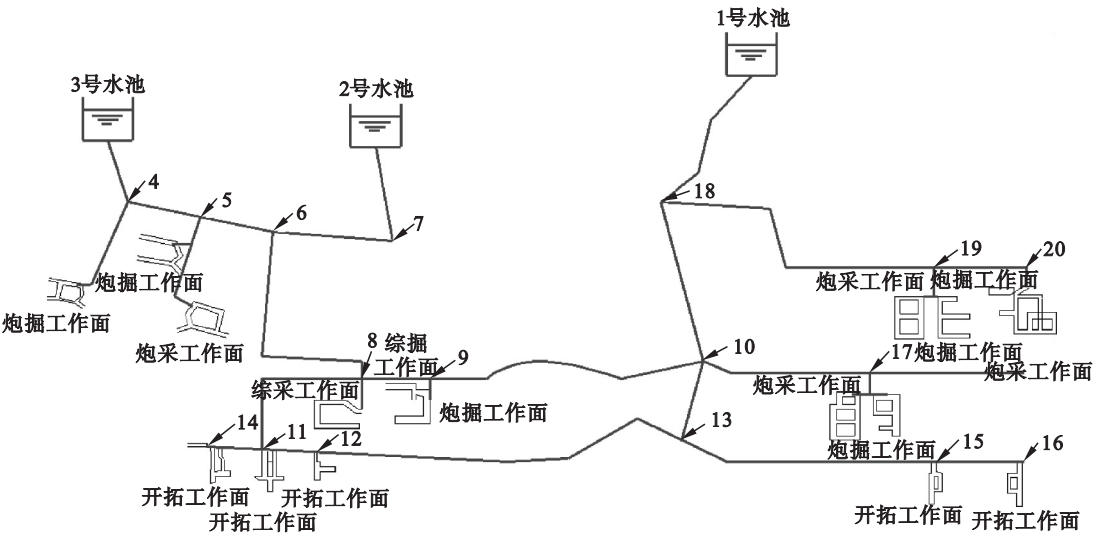 1号水池
3号水池
2号水池
4
5
6
7
18
19
20
炮掘工作面
炮采工作面
炮掘工作面
炮掘工作面
炮采工作面
8
综掘
工作面
9
10
17
炮掘工作面
炮采工作面
炮采工作面
综采工作面
炮掘工作面
13
炮掘工作面
14
11
12
15
16
开拓工作面
开拓工作面
开拓工作面
开拓工作面
开拓工作面